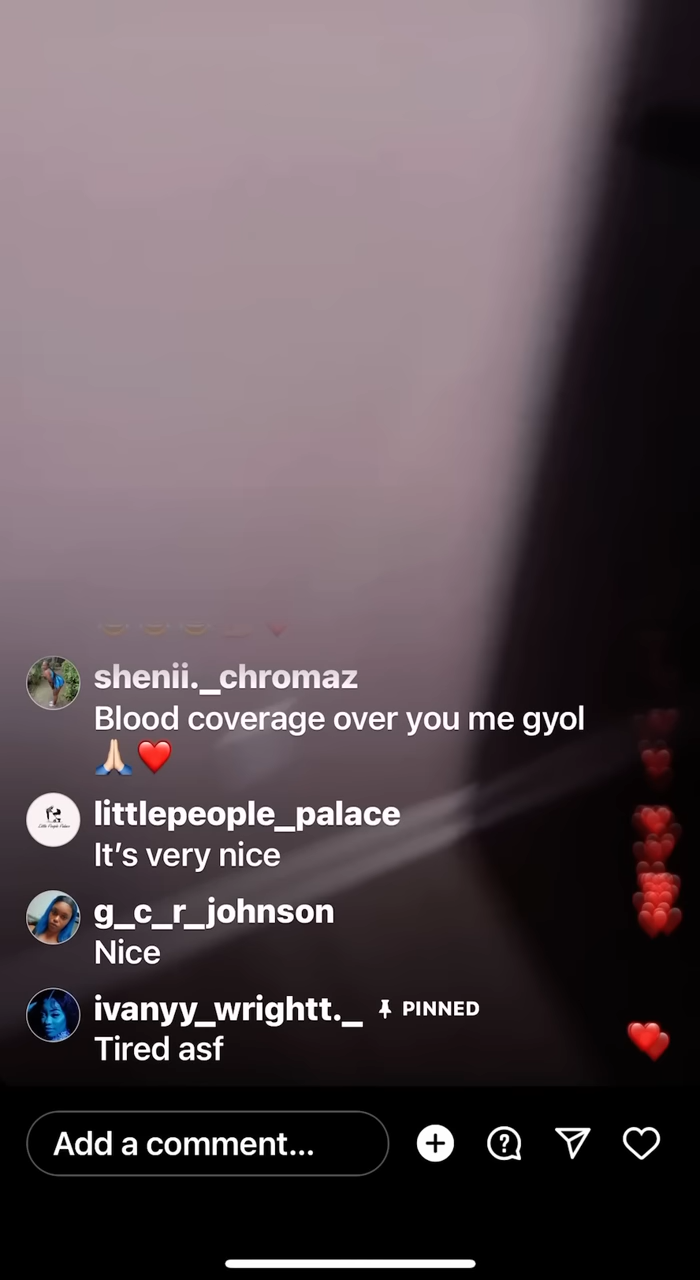 shenii._chromaz
Blood coverage over you me gyol
🙏🏻❤️
littlepeople_palace
It’s very nice
g_c_r_johnson
Nice
ivanyy_wrightt._ PINNED
Tired asf
Add a comment...